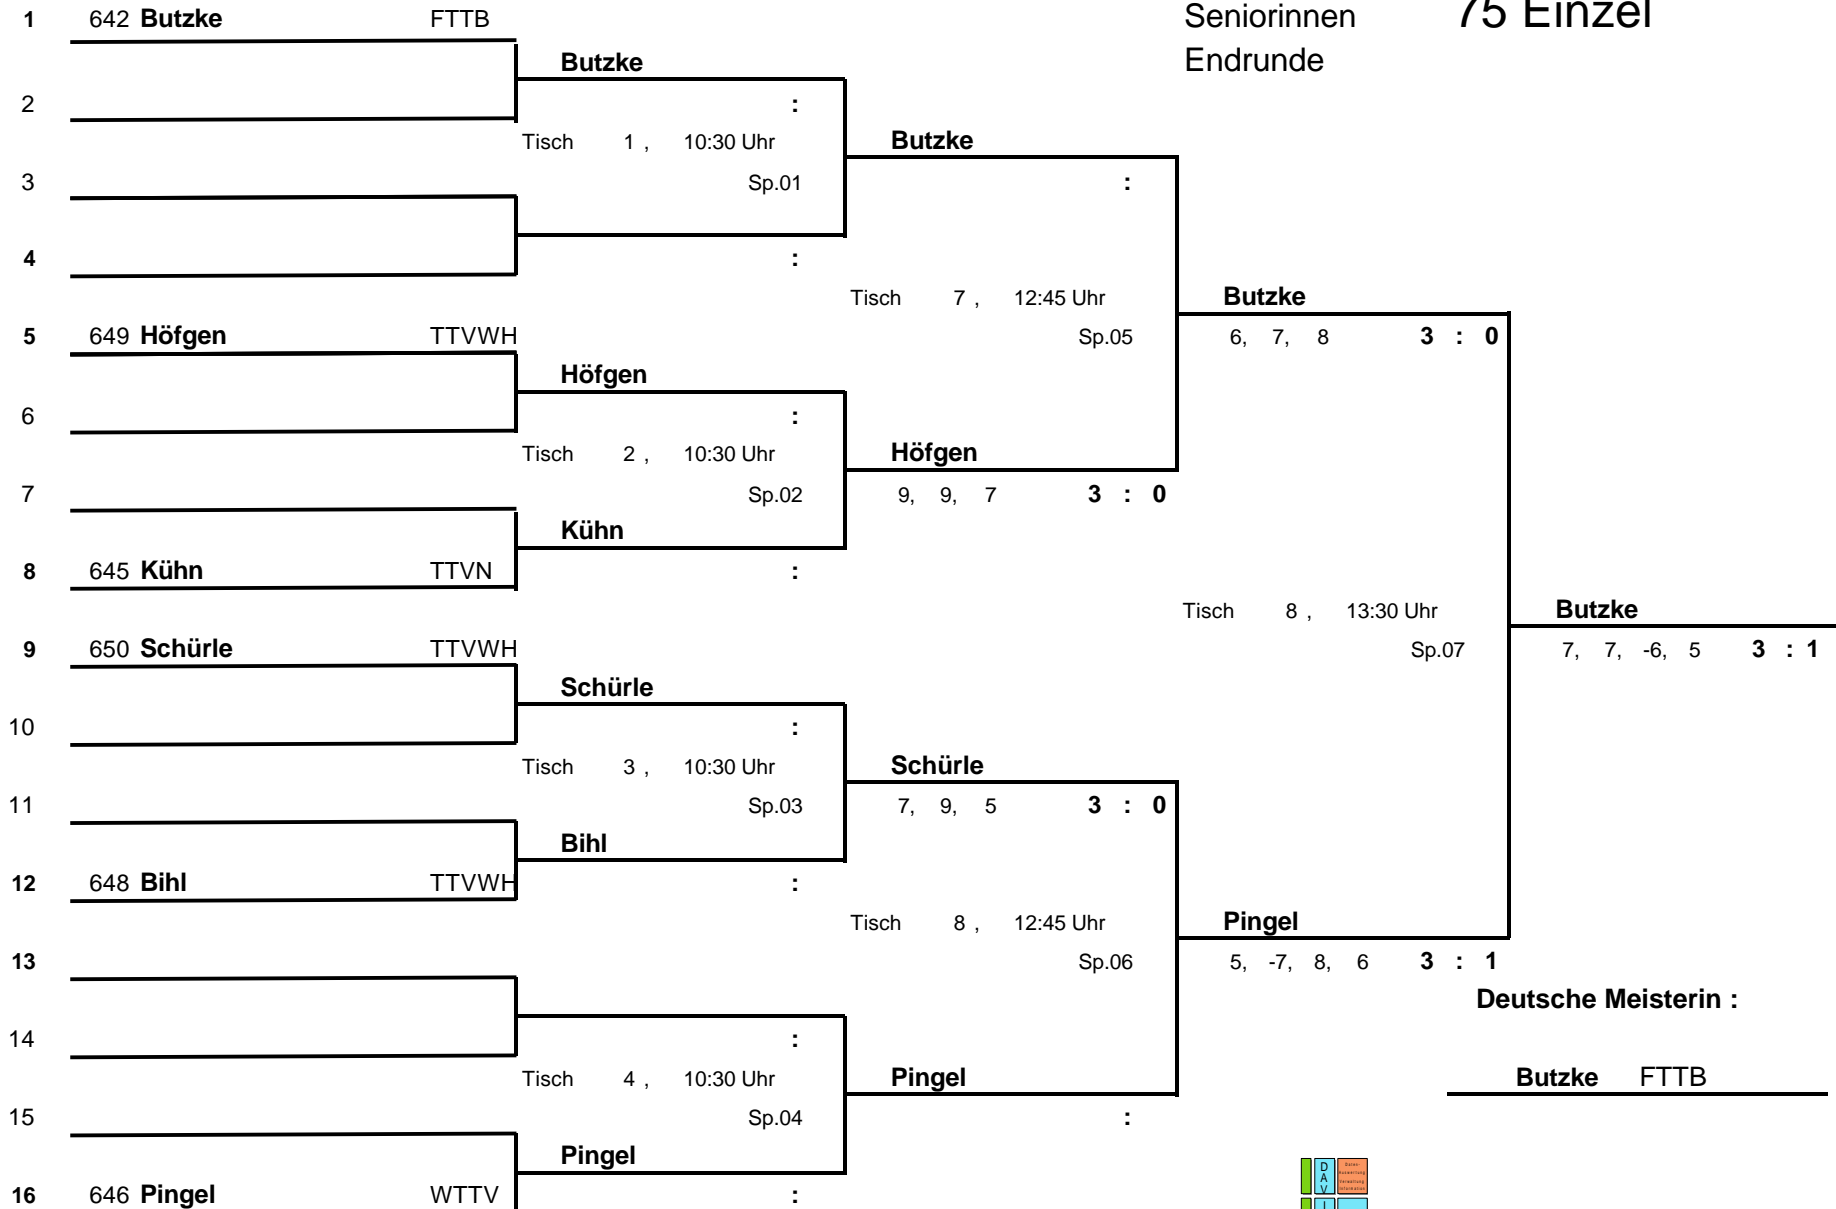 1 642 Butzke FTTB Seniorinnen 75 Einzel
Butzke Endrunde
2 :
Tisch 1 , 10:30 Uhr Butzke
3 Sp.01 :
4 :
Tisch 7 , 12:45 Uhr Butzke
5 649 Höfgen TTVWH Sp.05 6, 7, 8 3 : 0
Höfgen
6 :
Tisch 2 , 10:30 Uhr Höfgen
7 Sp.02 9, 9, 7 3 : 0
Kühn
8 645 Kühn TTVN :
Tisch 8 , 13:30 Uhr Butzke
9 650 Schürle TTVWH Sp.07 7, 7, -6, 5 3 : 1
Schürle
10 :
Tisch 3 , 10:30 Uhr Schürle
11 Sp.03 7, 9, 5 3 : 0
Bihl
12 648 Bihl TTVWH :
Tisch 8 , 12:45 Uhr Pingel
13 Sp.06 5, -7, 8, 6 3 : 1
Deutsche Meisterin :
14 :
Tisch 4 , 10:30 Uhr Pingel Butzke FTTB
15 Sp.04 :
Pingel
16 646 Pingel WTTV :
DAV